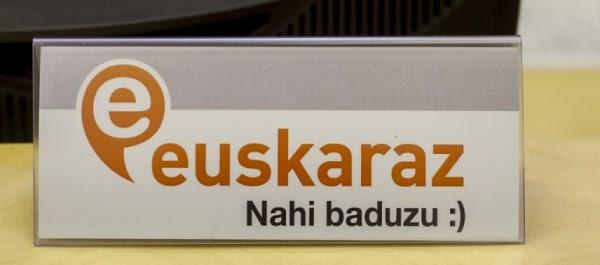 e
euskaraz
Nahi baduzu :)